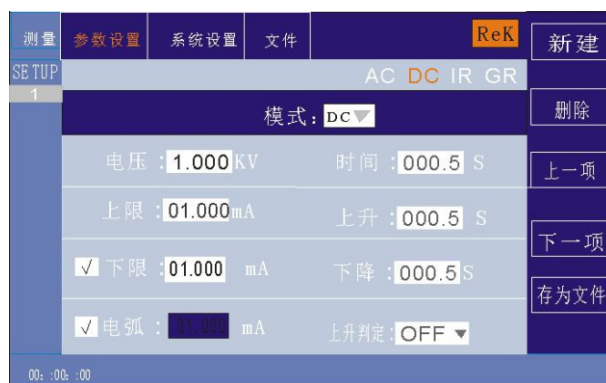 测量 参数设置 系统设置 文件 ReK 新建
SETUP AC DC IR GR
1
模式：DC 删除
电压：1.000 KV 时间：000.5 S 上一项
上限：01.000 mA 上升：000.5 S
√ 下限：01.000 mA 下降：000.5 S 下一项
√ 电弧：01.000 mA 上升判定：OFF 存为文件
00：00：00